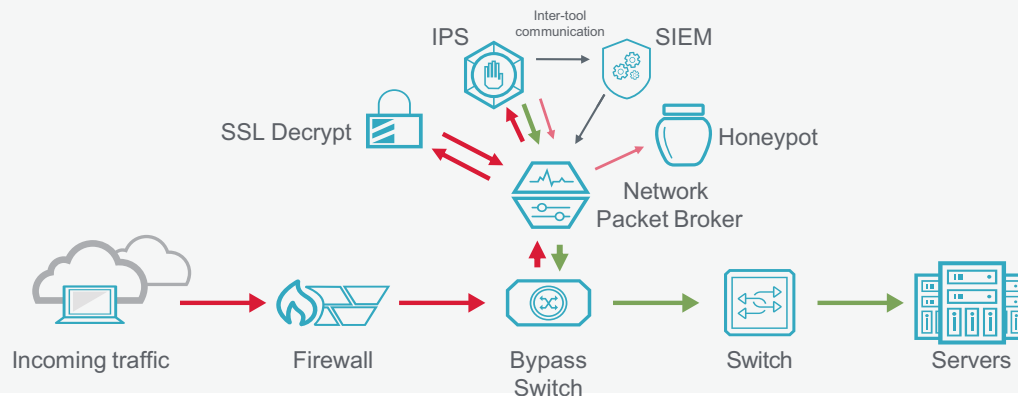 Inter-tool
communication
IPS
SIEM
SSL Decrypt
Honeypot
Network
Packet Broker
Incoming traffic
Firewall
Bypass
Switch
Switch
Servers